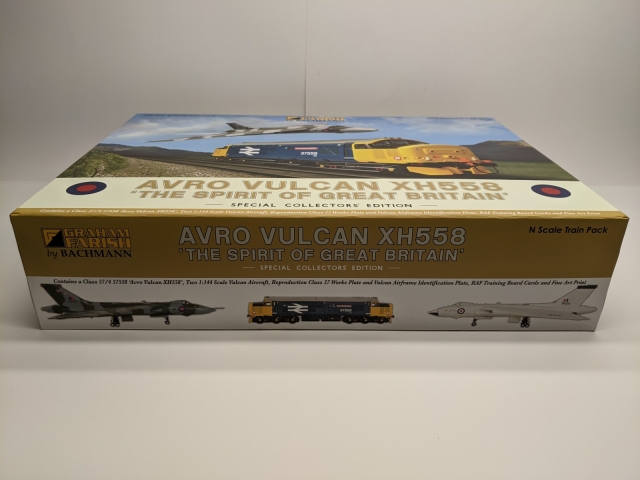 37558
AVRO VULCAN XH558
'THE SPIRIT OF GREAT BRITAIN'
SPECIAL COLLECTORS' EDITION
GRAHAM
FARISH
by BACHMANN
AVRO VULCAN XH558
'THE SPIRIT OF GREAT BRITAIN'
SPECIAL COLLECTORS' EDITION
N Scale Train Pack
Contains a Class 37/4 37558 'Avro Vulcan XH558', Two 1:144 Scale Vulcan Aircraft, Reproduction Class 37 Works Plate and Vulcan Airframe Identification Plate, RAF Training Board Cards and Fine Art Print